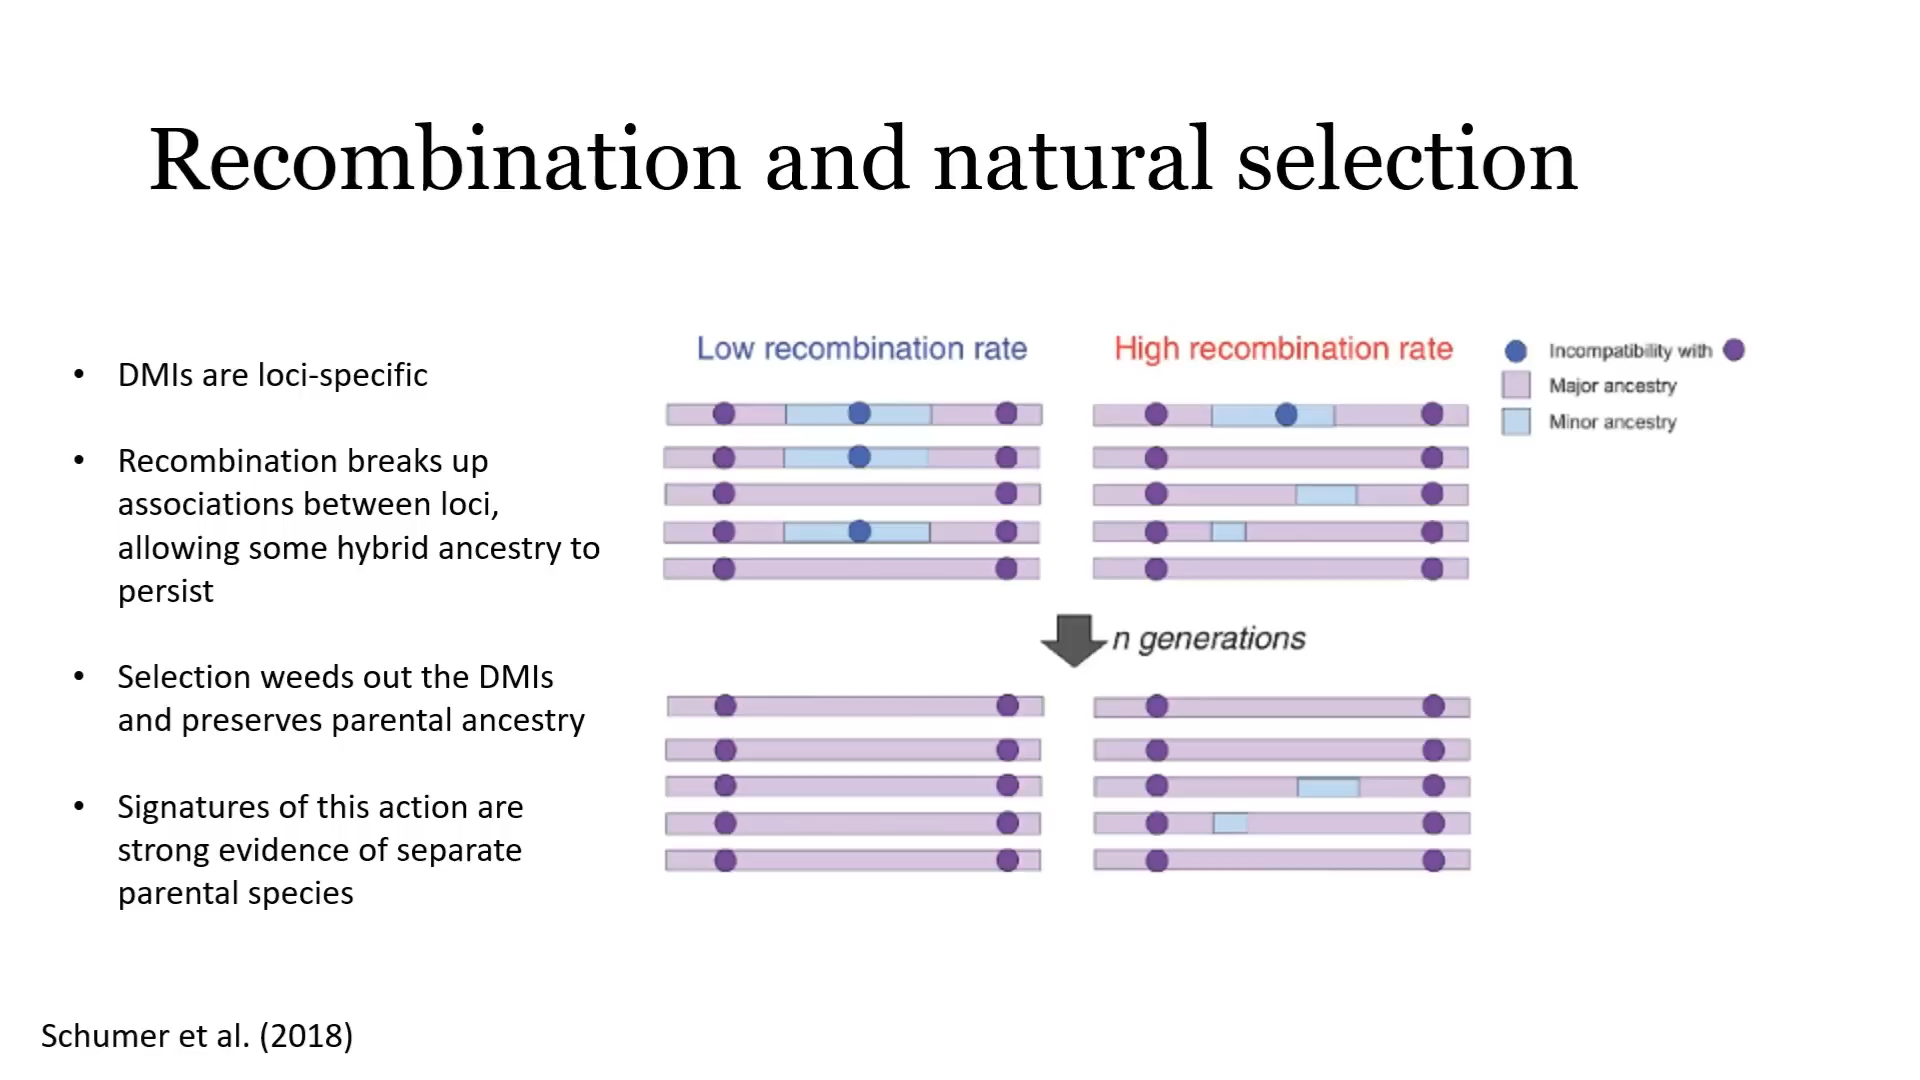 Recombination and natural selection
• DMIs are loci-specific
• Recombination breaks up
associations between loci,
allowing some hybrid ancestry to
persist
• Selection weeds out the DMIs
and preserves parental ancestry
• Signatures of this action are
strong evidence of separate
parental species
Low recombination rate
High recombination rate
Incompatibility with
Major ancestry
Minor ancestry
n generations
Schumer et al. (2018)